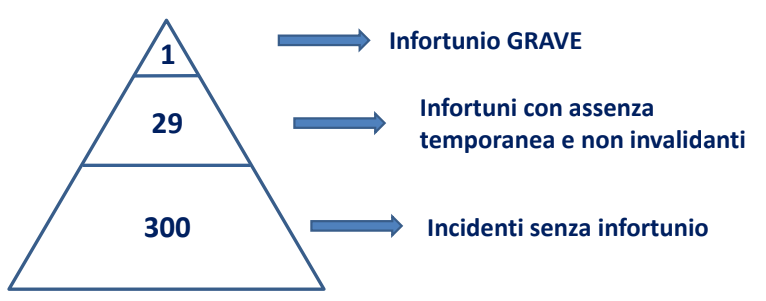 1
Infortunio GRAVE
29
Infortuni con assenza
temporanea e non invalidanti
300
Incidenti senza infortunio